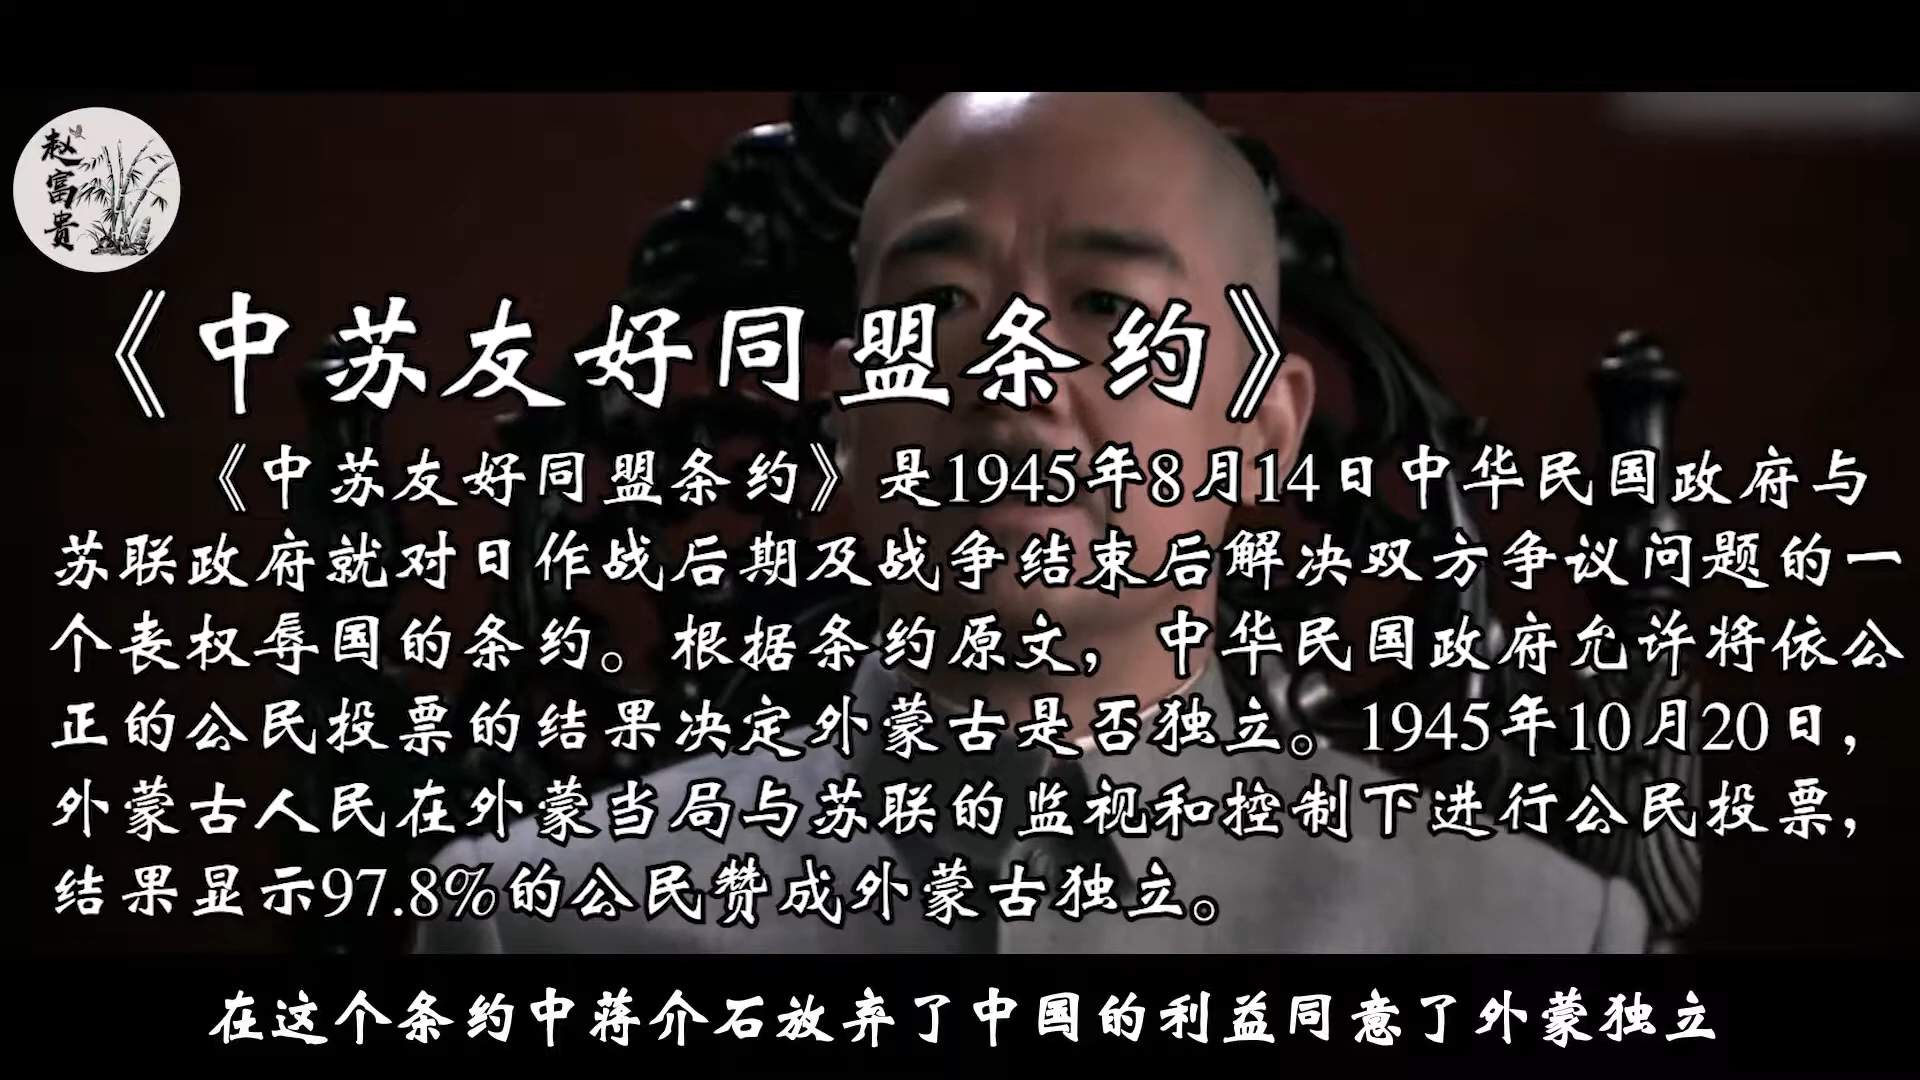 赵富贵
《中苏友好同盟条约》
《中苏友好同盟条约》是1945年8月14日中华民国政府与
苏联政府就对日作战后期及战争结束后解决双方争议问题的一
个丧权辱国的条约。根据条约原文，中华民国政府允许将依公
正的公民投票的结果决定外蒙古是否独立。1945年10月20日，
外蒙古人民在外蒙当局与苏联的监视和控制下进行公民投票，
结果显示97.8%的公民赞成外蒙古独立。
在这个条约中蒋介石放弃了中国的利益同意了外蒙独立